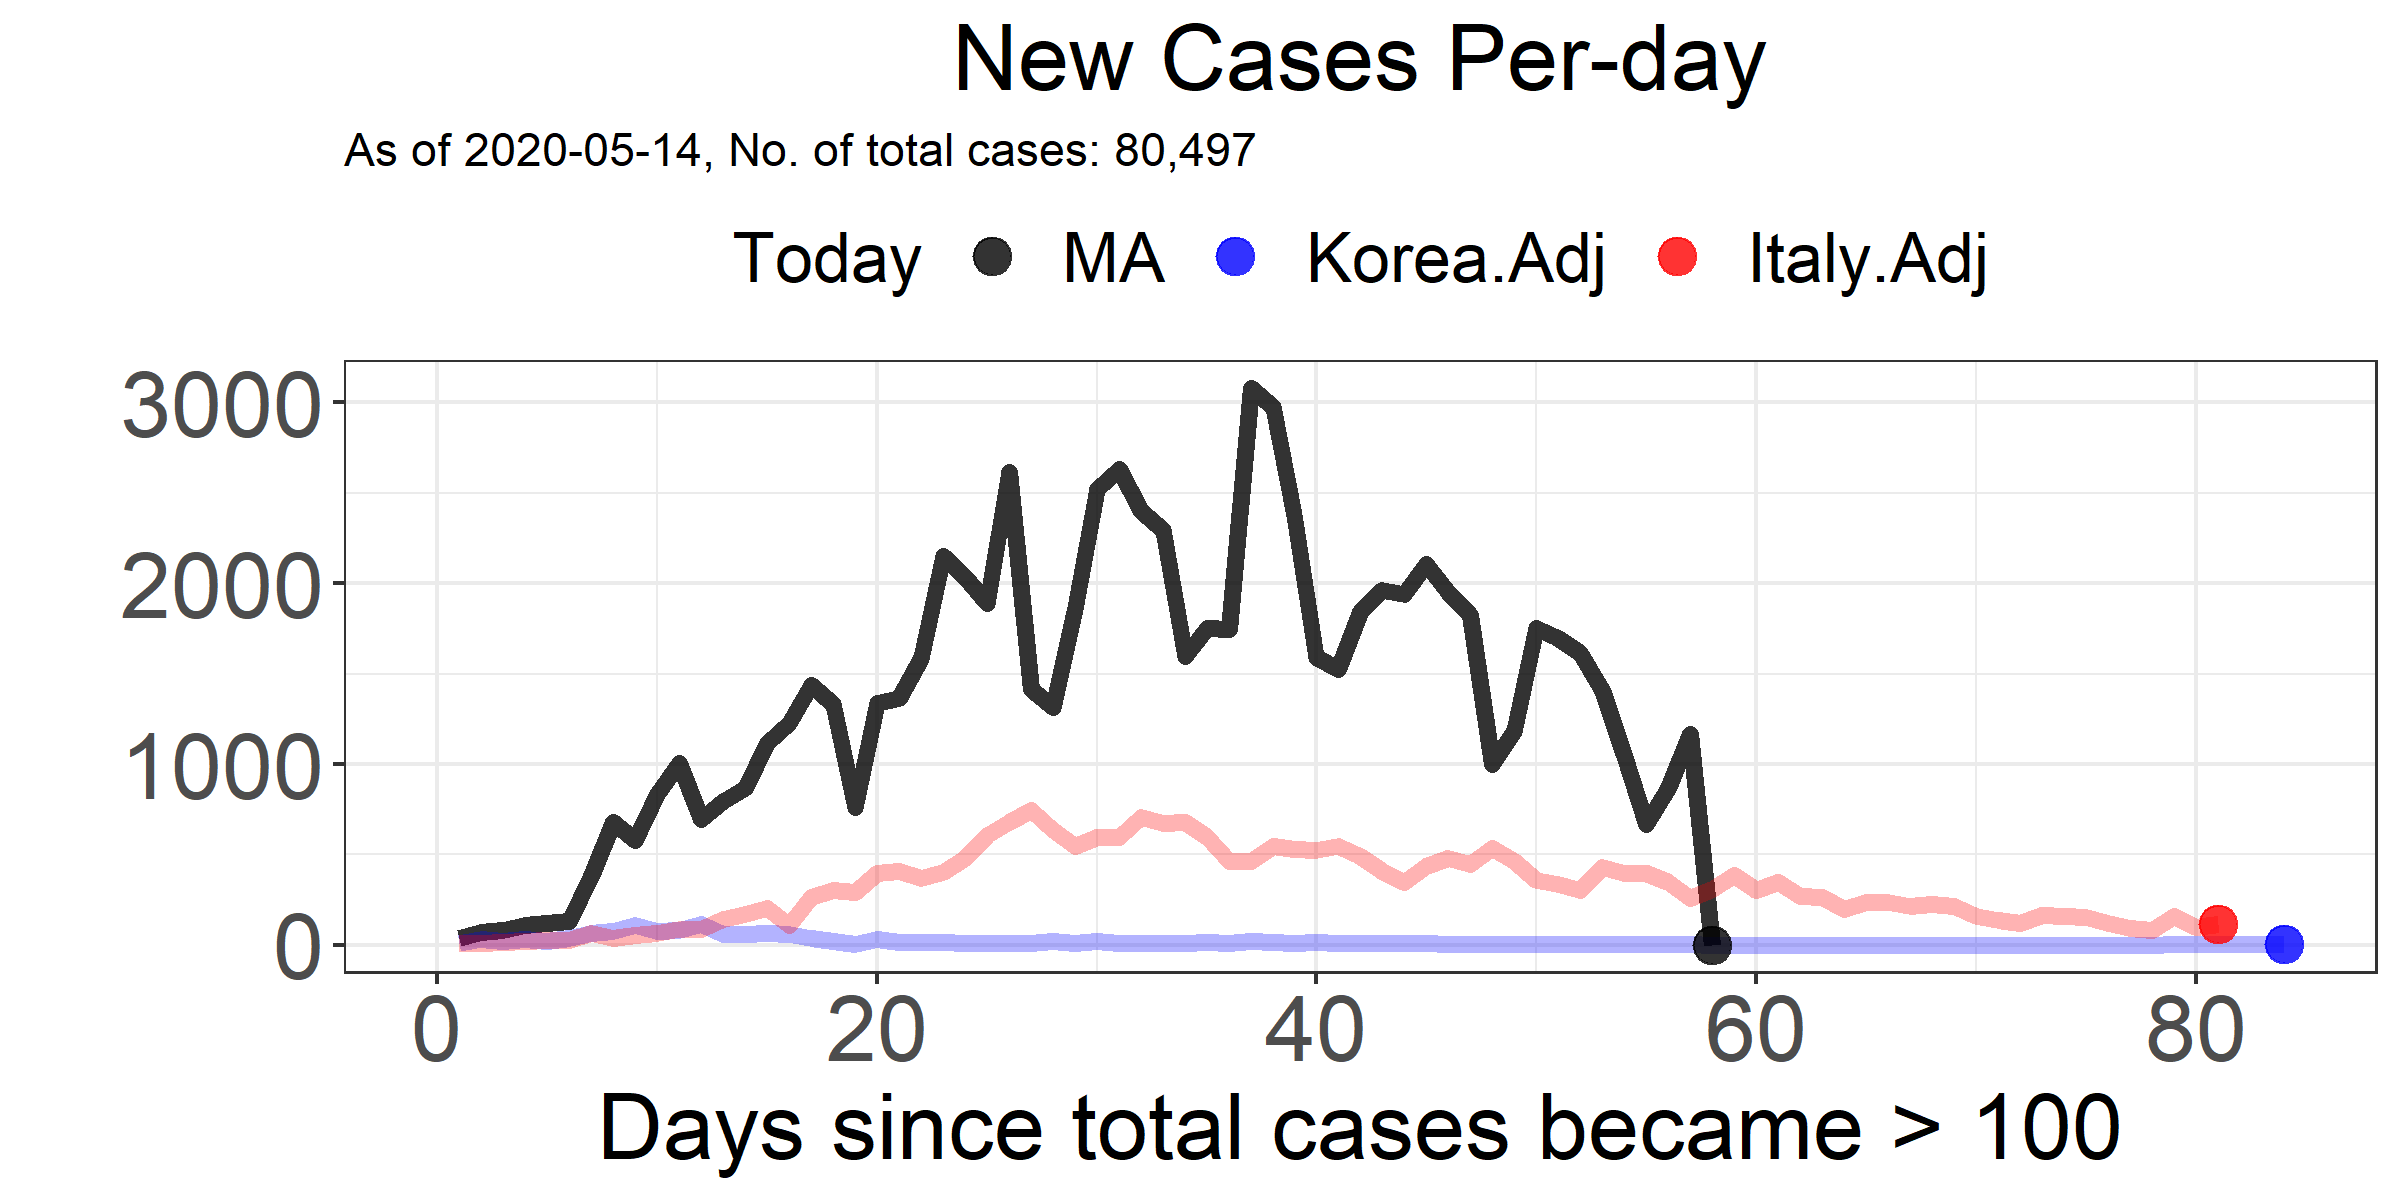 New Cases Per-day
As of 2020-05-14, No. of total cases: 80,497
Today MA Korea.Adj Italy.Adj
3000
2000
1000
0
0 20 40 60 80
Days since total cases became > 100